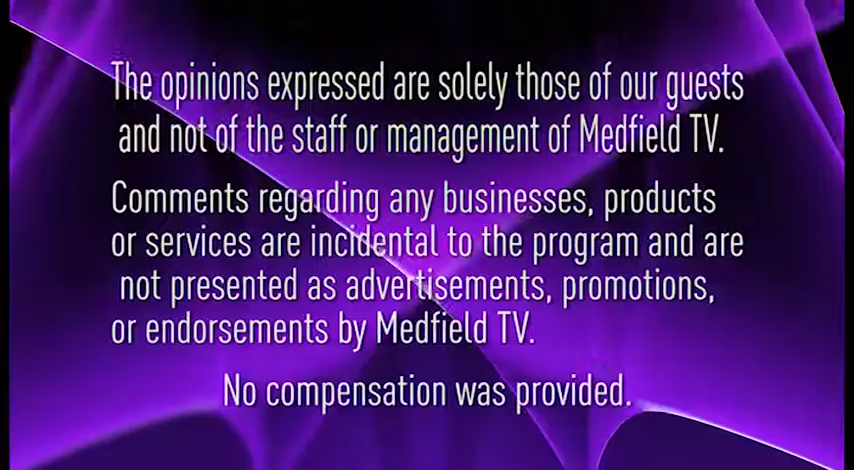 The opinions expressed are solely those of our guests
and not of the staff or management of Medfield TV.
Comments regarding any businesses, products
or services are incidental to the program and are
not presented as advertisements, promotions,
or endorsements by Medfield TV.
No compensation was provided.